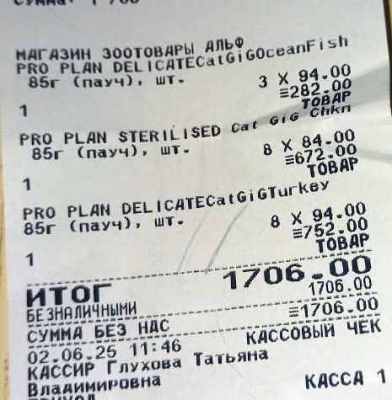 МАГАЗИН ЗООТОВАРЫ АЛЬФ
PRO PLAN DELICATECatGiGOceanFish
85г (пауч), шт.
3 X 94.00
≡282.00
ТОВАР
1
PRO PLAN STERILISED Cat GiG Chkn
85г (пауч), шт.
8 X 84.00
≡672.00
ТОВАР
1
PRO PLAN DELICATECatGiGTurkey
85г (пауч), шт.
8 X 94.00
≡752.00
ТОВАР
1
ИТОГ 1706.00
БЕЗНАЛИЧНЫМИ 1706.00
СУММА БЕЗ НДС ≡1706.00
02.06.25 11:46 КАССОВЫЙ ЧЕК
КАССИР Глухова Татьяна
Владимировна КАССА 1